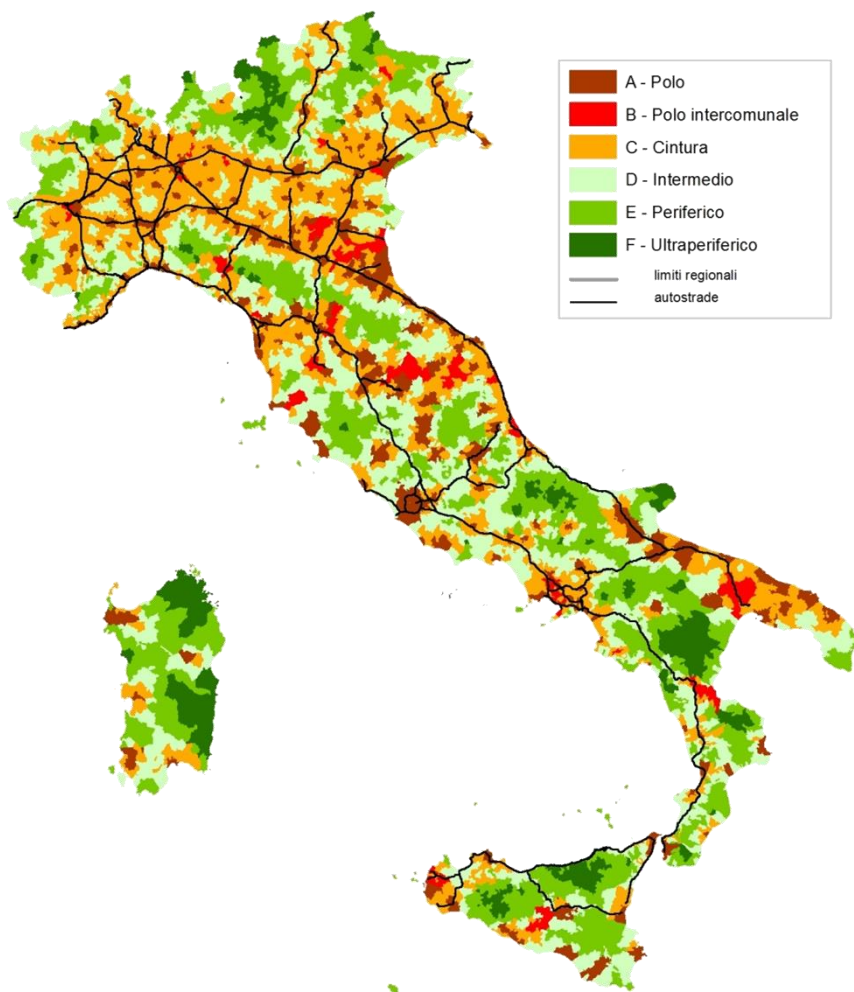 A - Polo
B - Polo intercomunale
C - Cintura
D - Intermedio
E - Periferico
F - Ultraperiferico
limiti regionali
autostrade